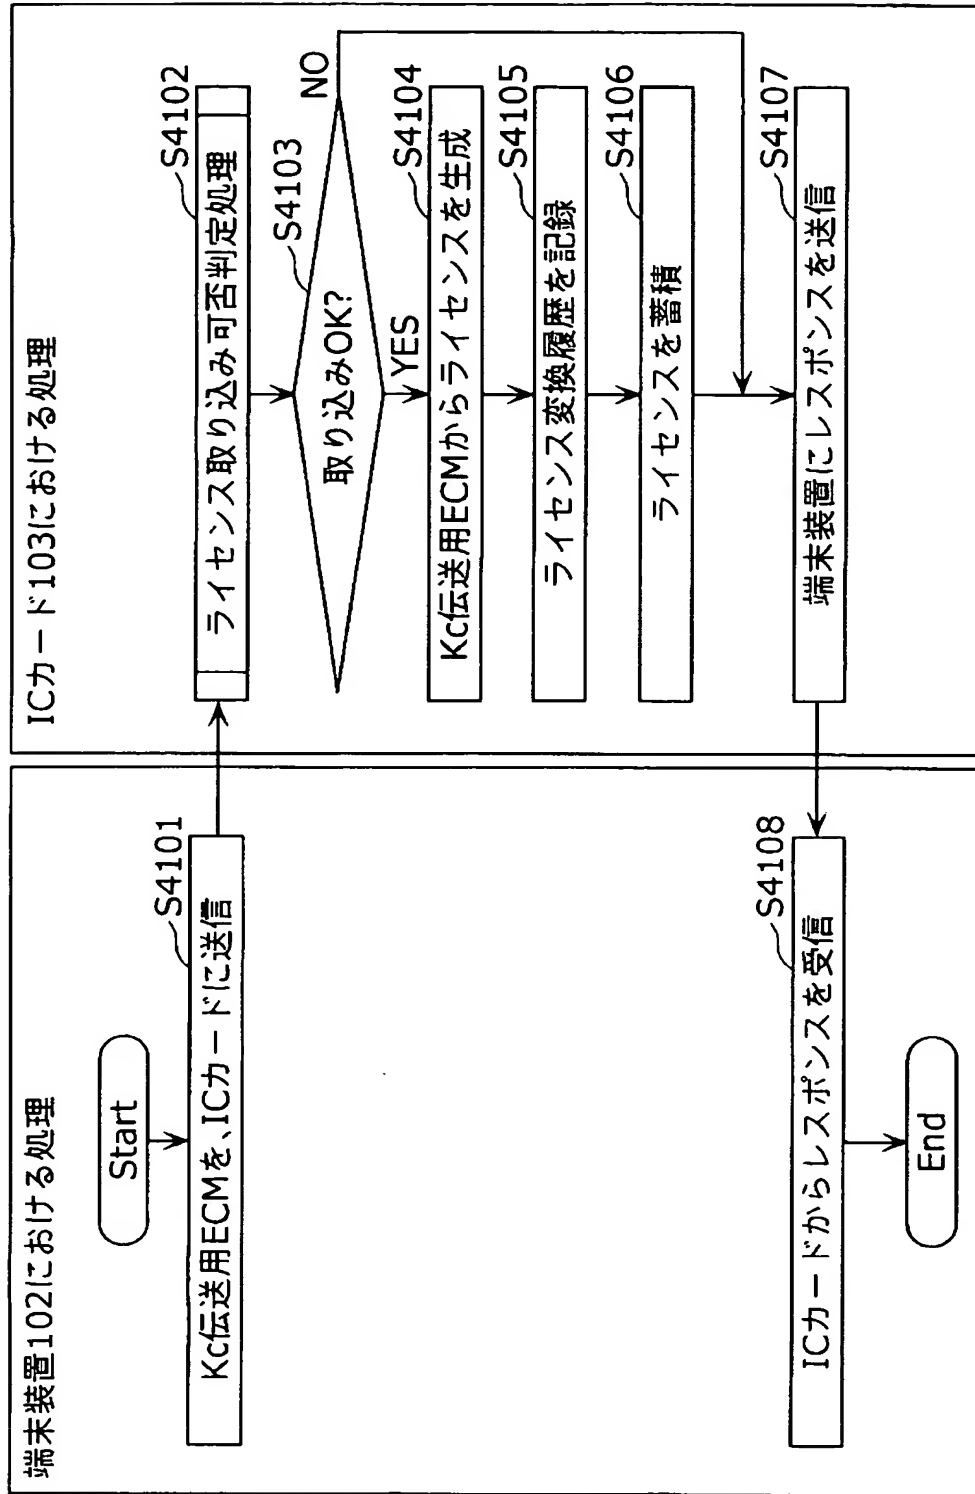 端末装置102における処理
Start
S4101
Kc伝送用ECMを、ICカードに送信
ICカード103における処理
S4102
ライセンス取り込み可否判定処理
S4103
取り込みOK?
NO
YES
S4104
Kc伝送用ECMからライセンスを生成
S4105
ライセンス変換履歴を記録
S4106
ライセンスを蓄積
S4107
端末装置にレスポンスを送信
S4108
ICカードからレスポンスを受信
End